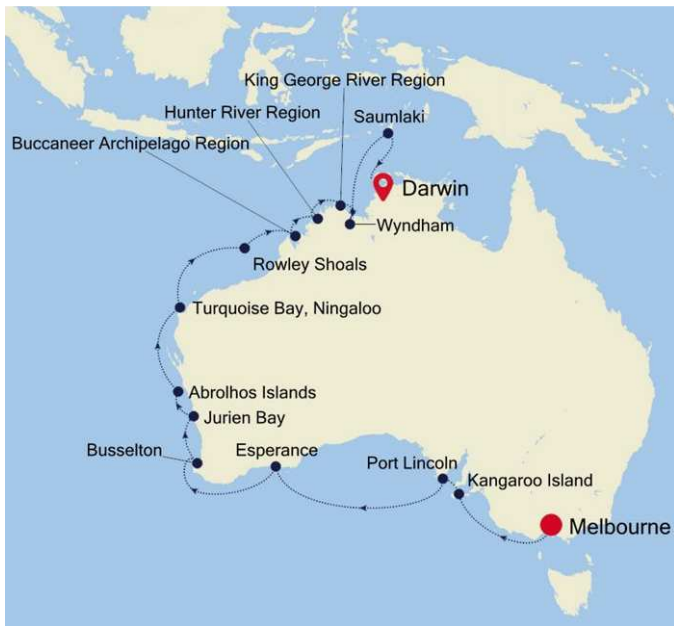 King George River Region
Hunter River Region
Saumlaki
Buccaneer Archipelago Region
Darwin
Wyndham
Rowley Shoals
Turquoise Bay, Ningaloo
Abrolhos Islands
Jurien Bay
Busselton
Esperance
Port Lincoln
Kangaroo Island
Melbourne